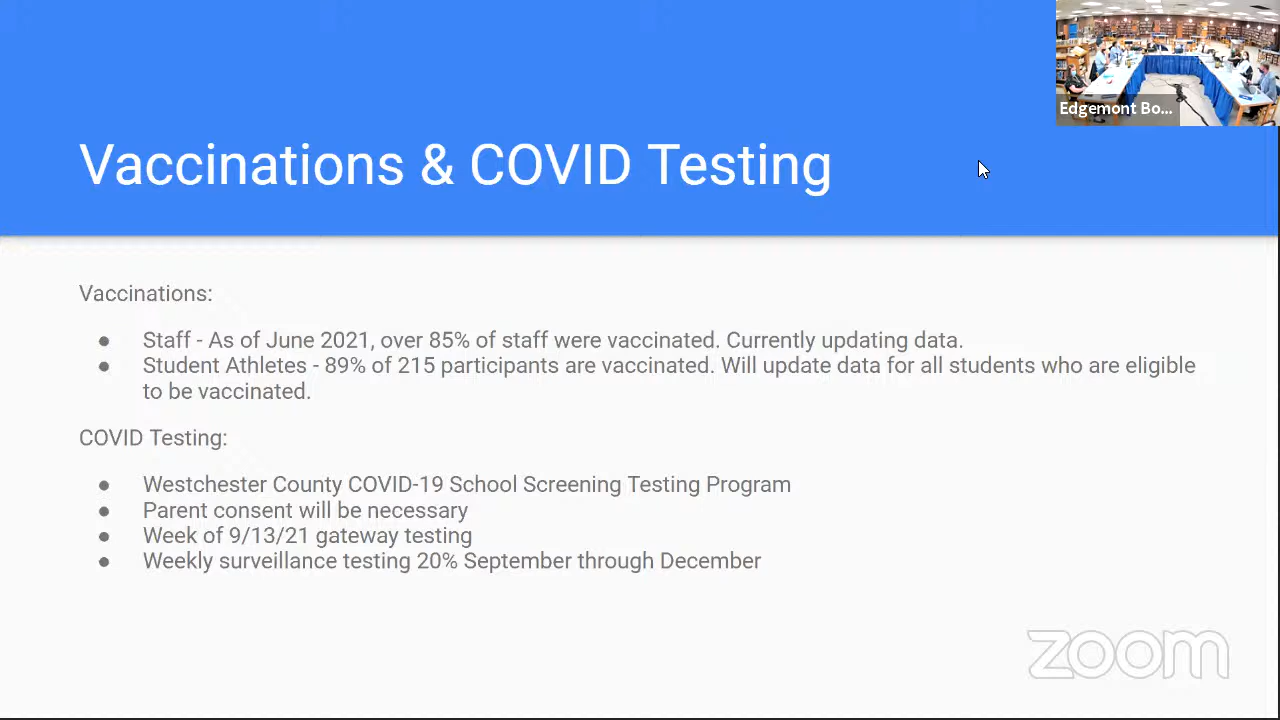 Edgemont Bo...
Vaccinations & COVID Testing
Vaccinations:
● Staff - As of June 2021, over 85% of staff were vaccinated. Currently updating data.
● Student Athletes - 89% of 215 participants are vaccinated. Will update data for all students who are eligible
to be vaccinated.
COVID Testing:
● Westchester County COVID-19 School Screening Testing Program
● Parent consent will be necessary
● Week of 9/13/21 gateway testing
● Weekly surveillance testing 20% September through December
zoom